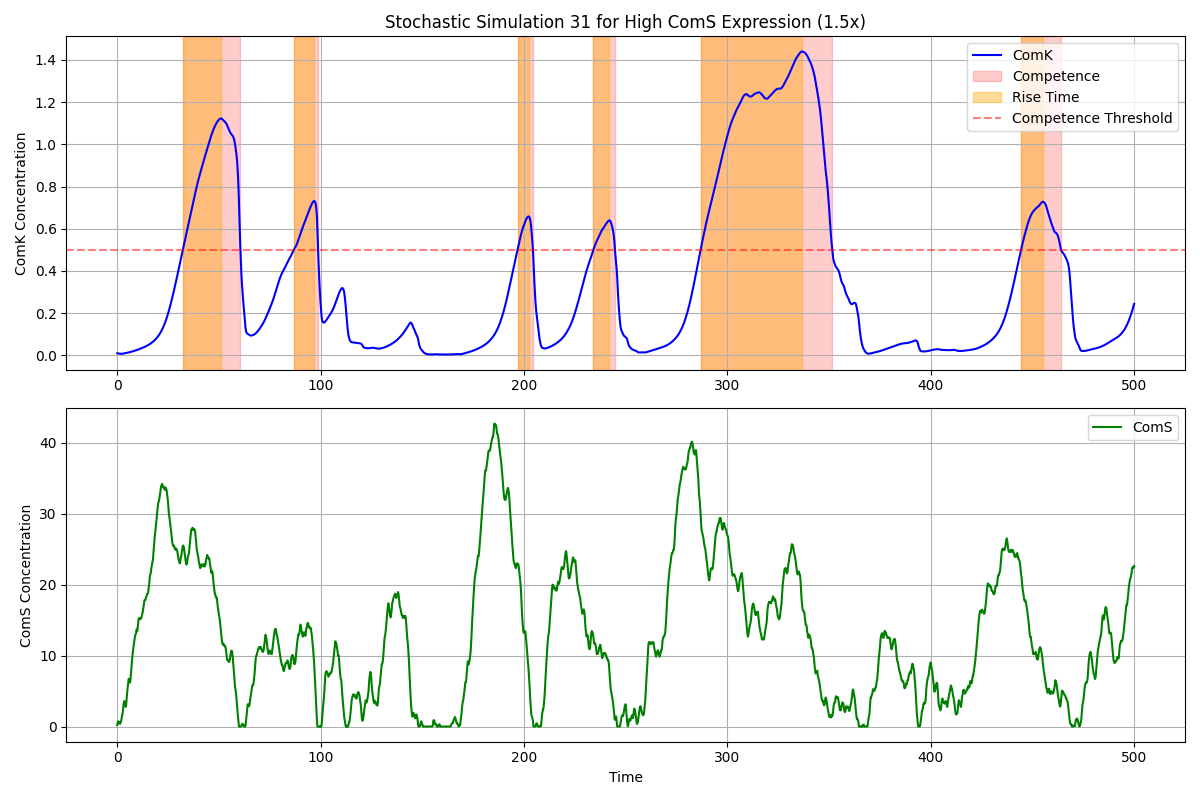 Stochastic Simulation 31 for High ComS Expression (1.5x)
ComK Concentration
1.4
1.2
1.0
0.8
0.6
0.4
0.2
0.0
ComK
Competence
Rise Time
Competence Threshold
0 100 200 300 400 500
ComS Concentration
40
30
20
10
0
ComS
0 100 200 300 400 500
Time